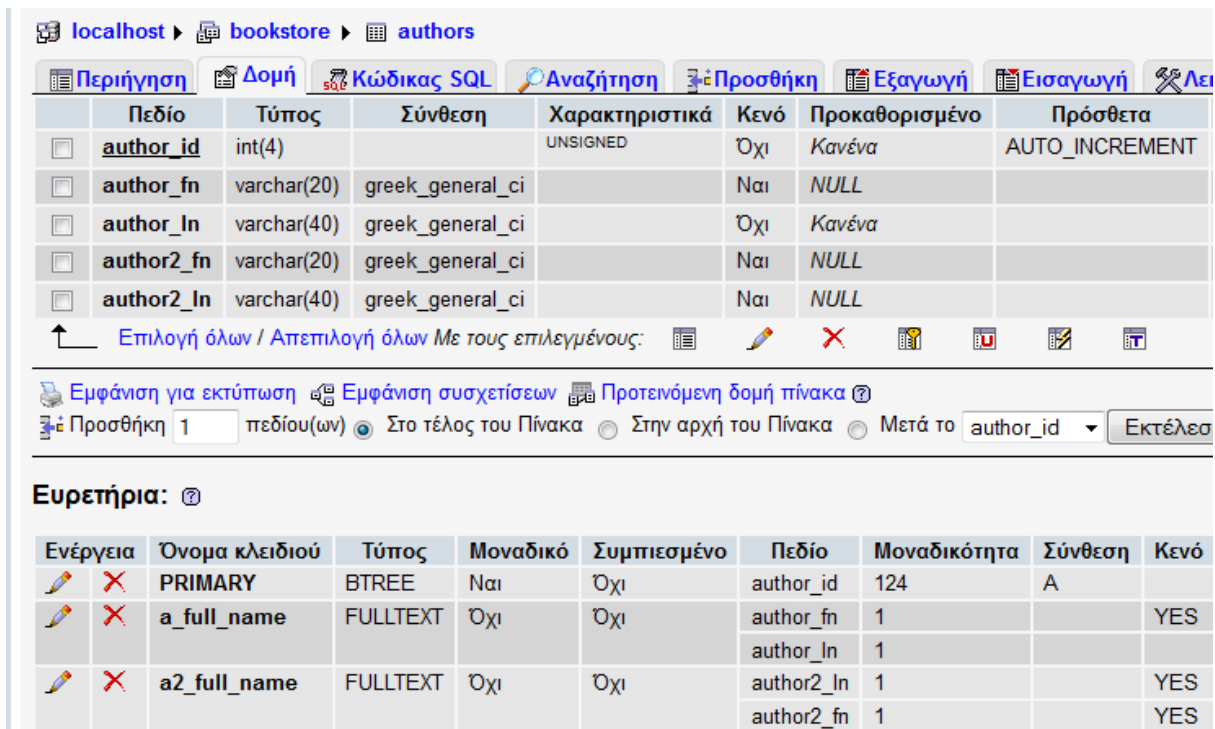 localhost bookstore authors
Περιήγηση Δομή Κώδικας SQL Αναζήτηση Προσθήκη Εξαγωγή Εισαγωγή
Πεδίο Τύπος Σύνθεση Χαρακτηριστικά Κενό Προκαθορισμένο Πρόσθετα
author_id int(4) UNSIGNED Όχι Κανένα AUTO_INCREMENT
author_fn varchar(20) greek_general_ci Ναι NULL
author_ln varchar(40) greek_general_ci Όχι Κανένα
author2_fn varchar(20) greek_general_ci Ναι NULL
author2_ln varchar(40) greek_general_ci Ναι NULL
Επιλογή όλων / Απεπιλογή όλων Με τους επιλεγμένους:
Εμφάνιση για εκτύπωση Εμφάνιση συσχετίσεων Προτεινόμενη δομή πίνακα
Προσθήκη 1 πεδίου(ων) Στο τέλος του Πίνακα Στην αρχή του Πίνακα Μετά το author_id
Ευρετήρια:
Ενέργεια Όνομα κλειδιού Τύπος Μοναδικό Συμπιεσμένο Πεδίο Μοναδικότητα Σύνθεση Κενό
PRIMARY BTREE Ναι Όχι author_id 124 A
a_full_name FULLTEXT Όχι Όχι author_fn 1 YES
author_ln 1
a2_full_name FULLTEXT Όχι Όχι author2_ln 1 YES
author2_fn 1 YES